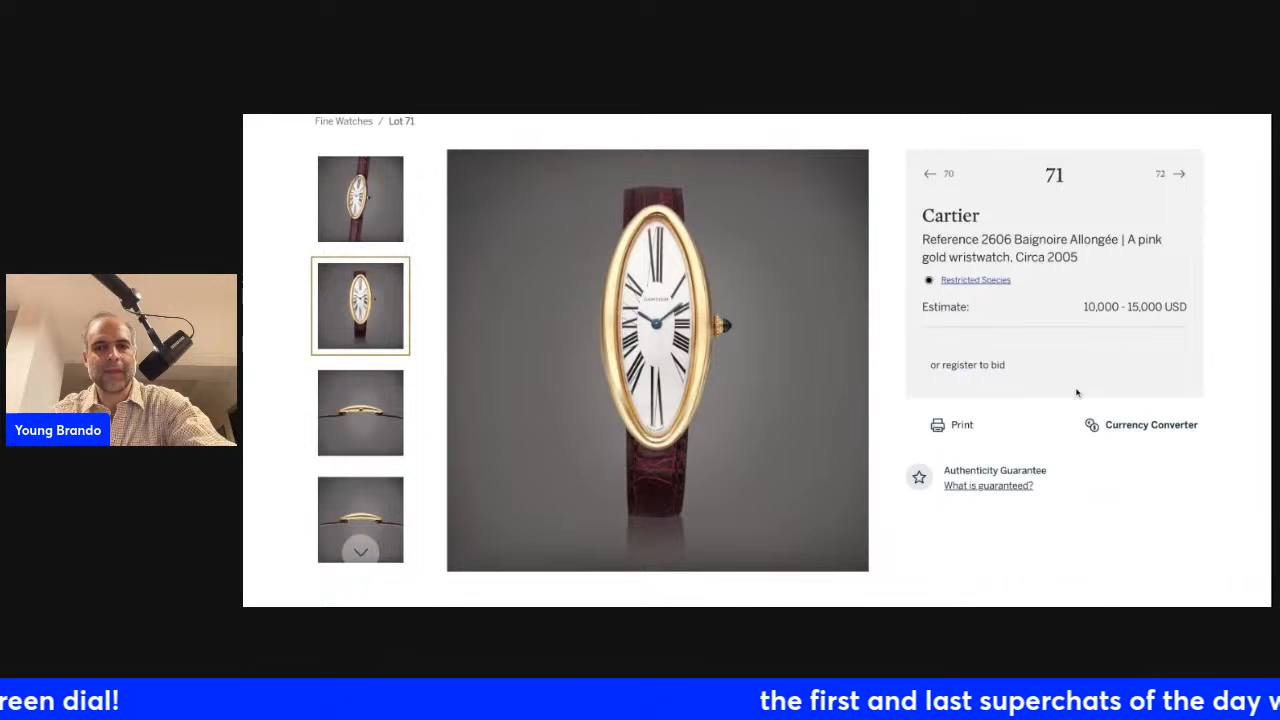 Fine Watches / Lot 71
70
71
72
Cartier
Reference 2606 Baignoire Allongée | A pink
gold wristwatch, Circa 2005
Restricted Species
Estimate: 10,000 - 15,000 USD
or register to bid
Print
Currency Converter
Authenticity Guarantee
What is guaranteed?
CARTIER
Young Brando
reen dial!
the first and last superchats of the day w